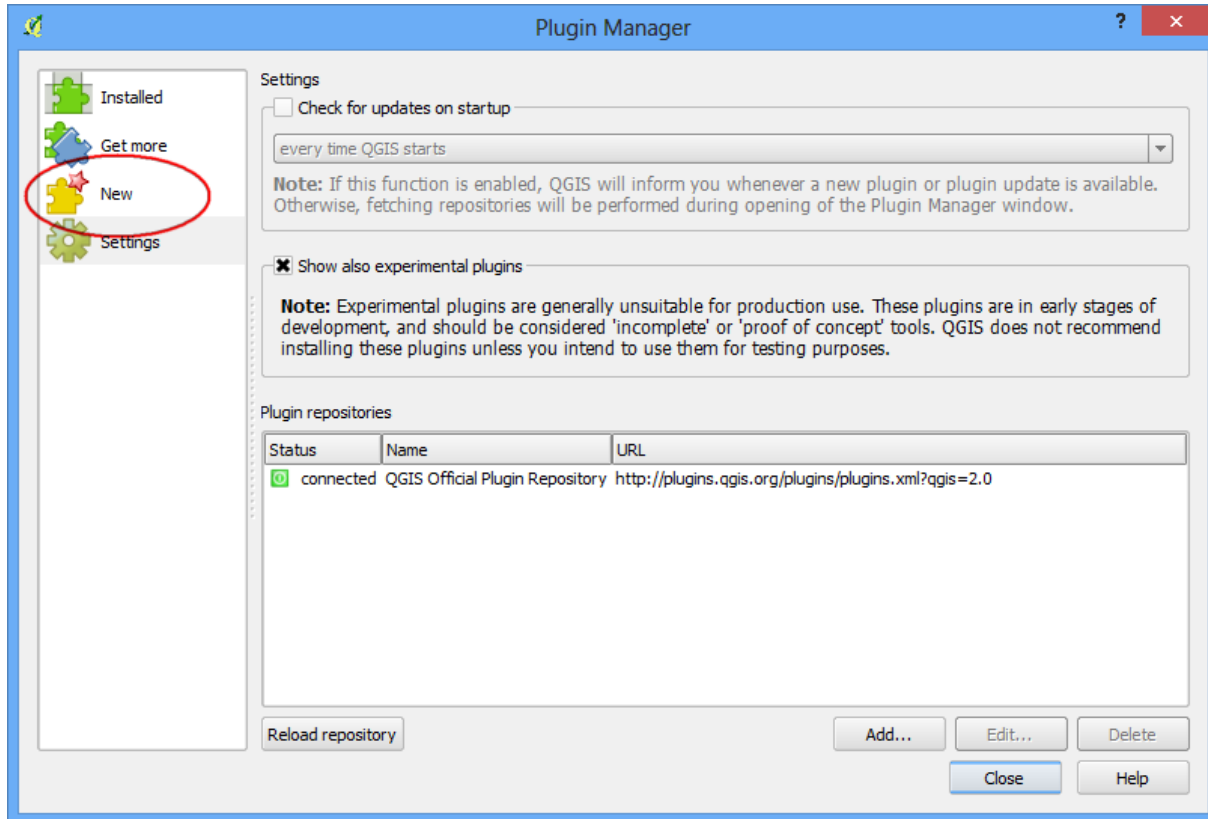 Plugin Manager
?
Installed
Get more
New
Settings
Settings
Check for updates on startup
every time QGIS starts
Note: If this function is enabled, QGIS will inform you whenever a new plugin or plugin update is available.
Otherwise, fetching repositories will be performed during opening of the Plugin Manager window.
Show also experimental plugins
Note: Experimental plugins are generally unsuitable for production use. These plugins are in early stages of
development, and should be considered 'incomplete' or 'proof of concept' tools. QGIS does not recommend
installing these plugins unless you intend to use them for testing purposes.
Plugin repositories
Status Name URL
connected QGIS Official Plugin Repository http://plugins.qgis.org/plugins/plugins.xml?qgis=2.0
Reload repository Add... Edit... Delete
Close Help